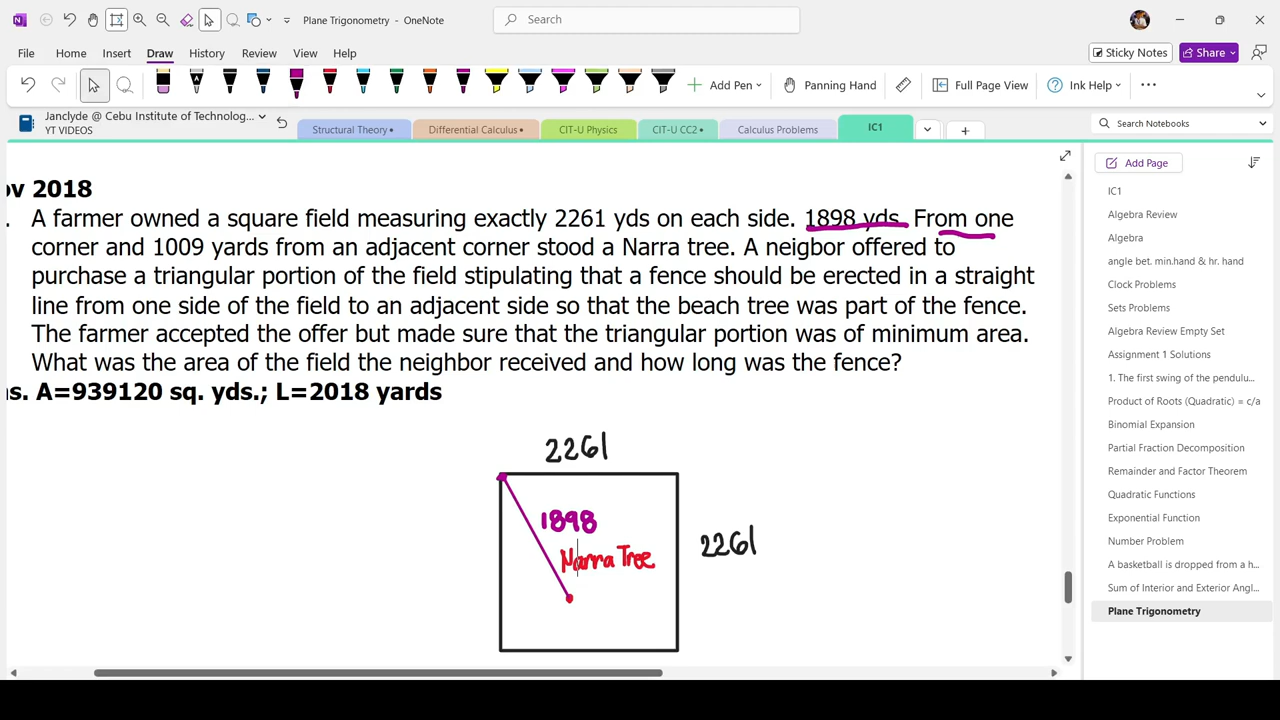 Plane Trigonometry - OneNote
Search
File Home Insert Draw History Review View Help
Sticky Notes
Share
Add Pen
Panning Hand
Full Page View
Ink Help
Janclyde @ Cebu Institute of Technolog...
YT VIDEOS
Structural Theory
Differential Calculus
CIT-U Physics
CIT-U CC2
Calculus Problems
IC1
Search Notebooks
Add Page
IC1
Algebra Review
Algebra
angle bet. min.hand & hr. hand
Clock Problems
Sets Problems
Algebra Review Empty Set
Assignment 1 Solutions
1. The first swing of the pendulu...
Product of Roots (Quadratic) = c/a
Binomial Expansion
Partial Fraction Decomposition
Remainder and Factor Theorem
Quadratic Functions
Exponential Function
Number Problem
A basketball is dropped from a h...
Sum of Interior and Exterior Angl...
Plane Trigonometry
ov 2018
. A farmer owned a square field measuring exactly 2261 yds on each side. 1898 yds. From one
corner and 1009 yards from an adjacent corner stood a Narra tree. A neigbor offered to
purchase a triangular portion of the field stipulating that a fence should be erected in a straight
line from one side of the field to an adjacent side so that the beach tree was part of the fence.
The farmer accepted the offer but made sure that the triangular portion was of minimum area.
What was the area of the field the neighbor received and how long was the fence?
ns. A=939120 sq. yds.; L=2018 yards
2261
1898
Narra Tree
2261